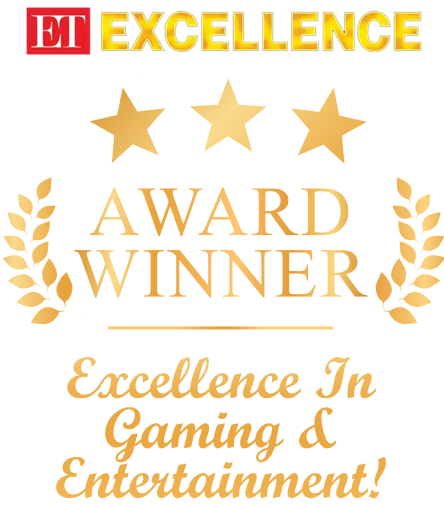 ET EXCELLENCE
AWARD
WINNER
Excellence In
Gaming &
Entertainment!